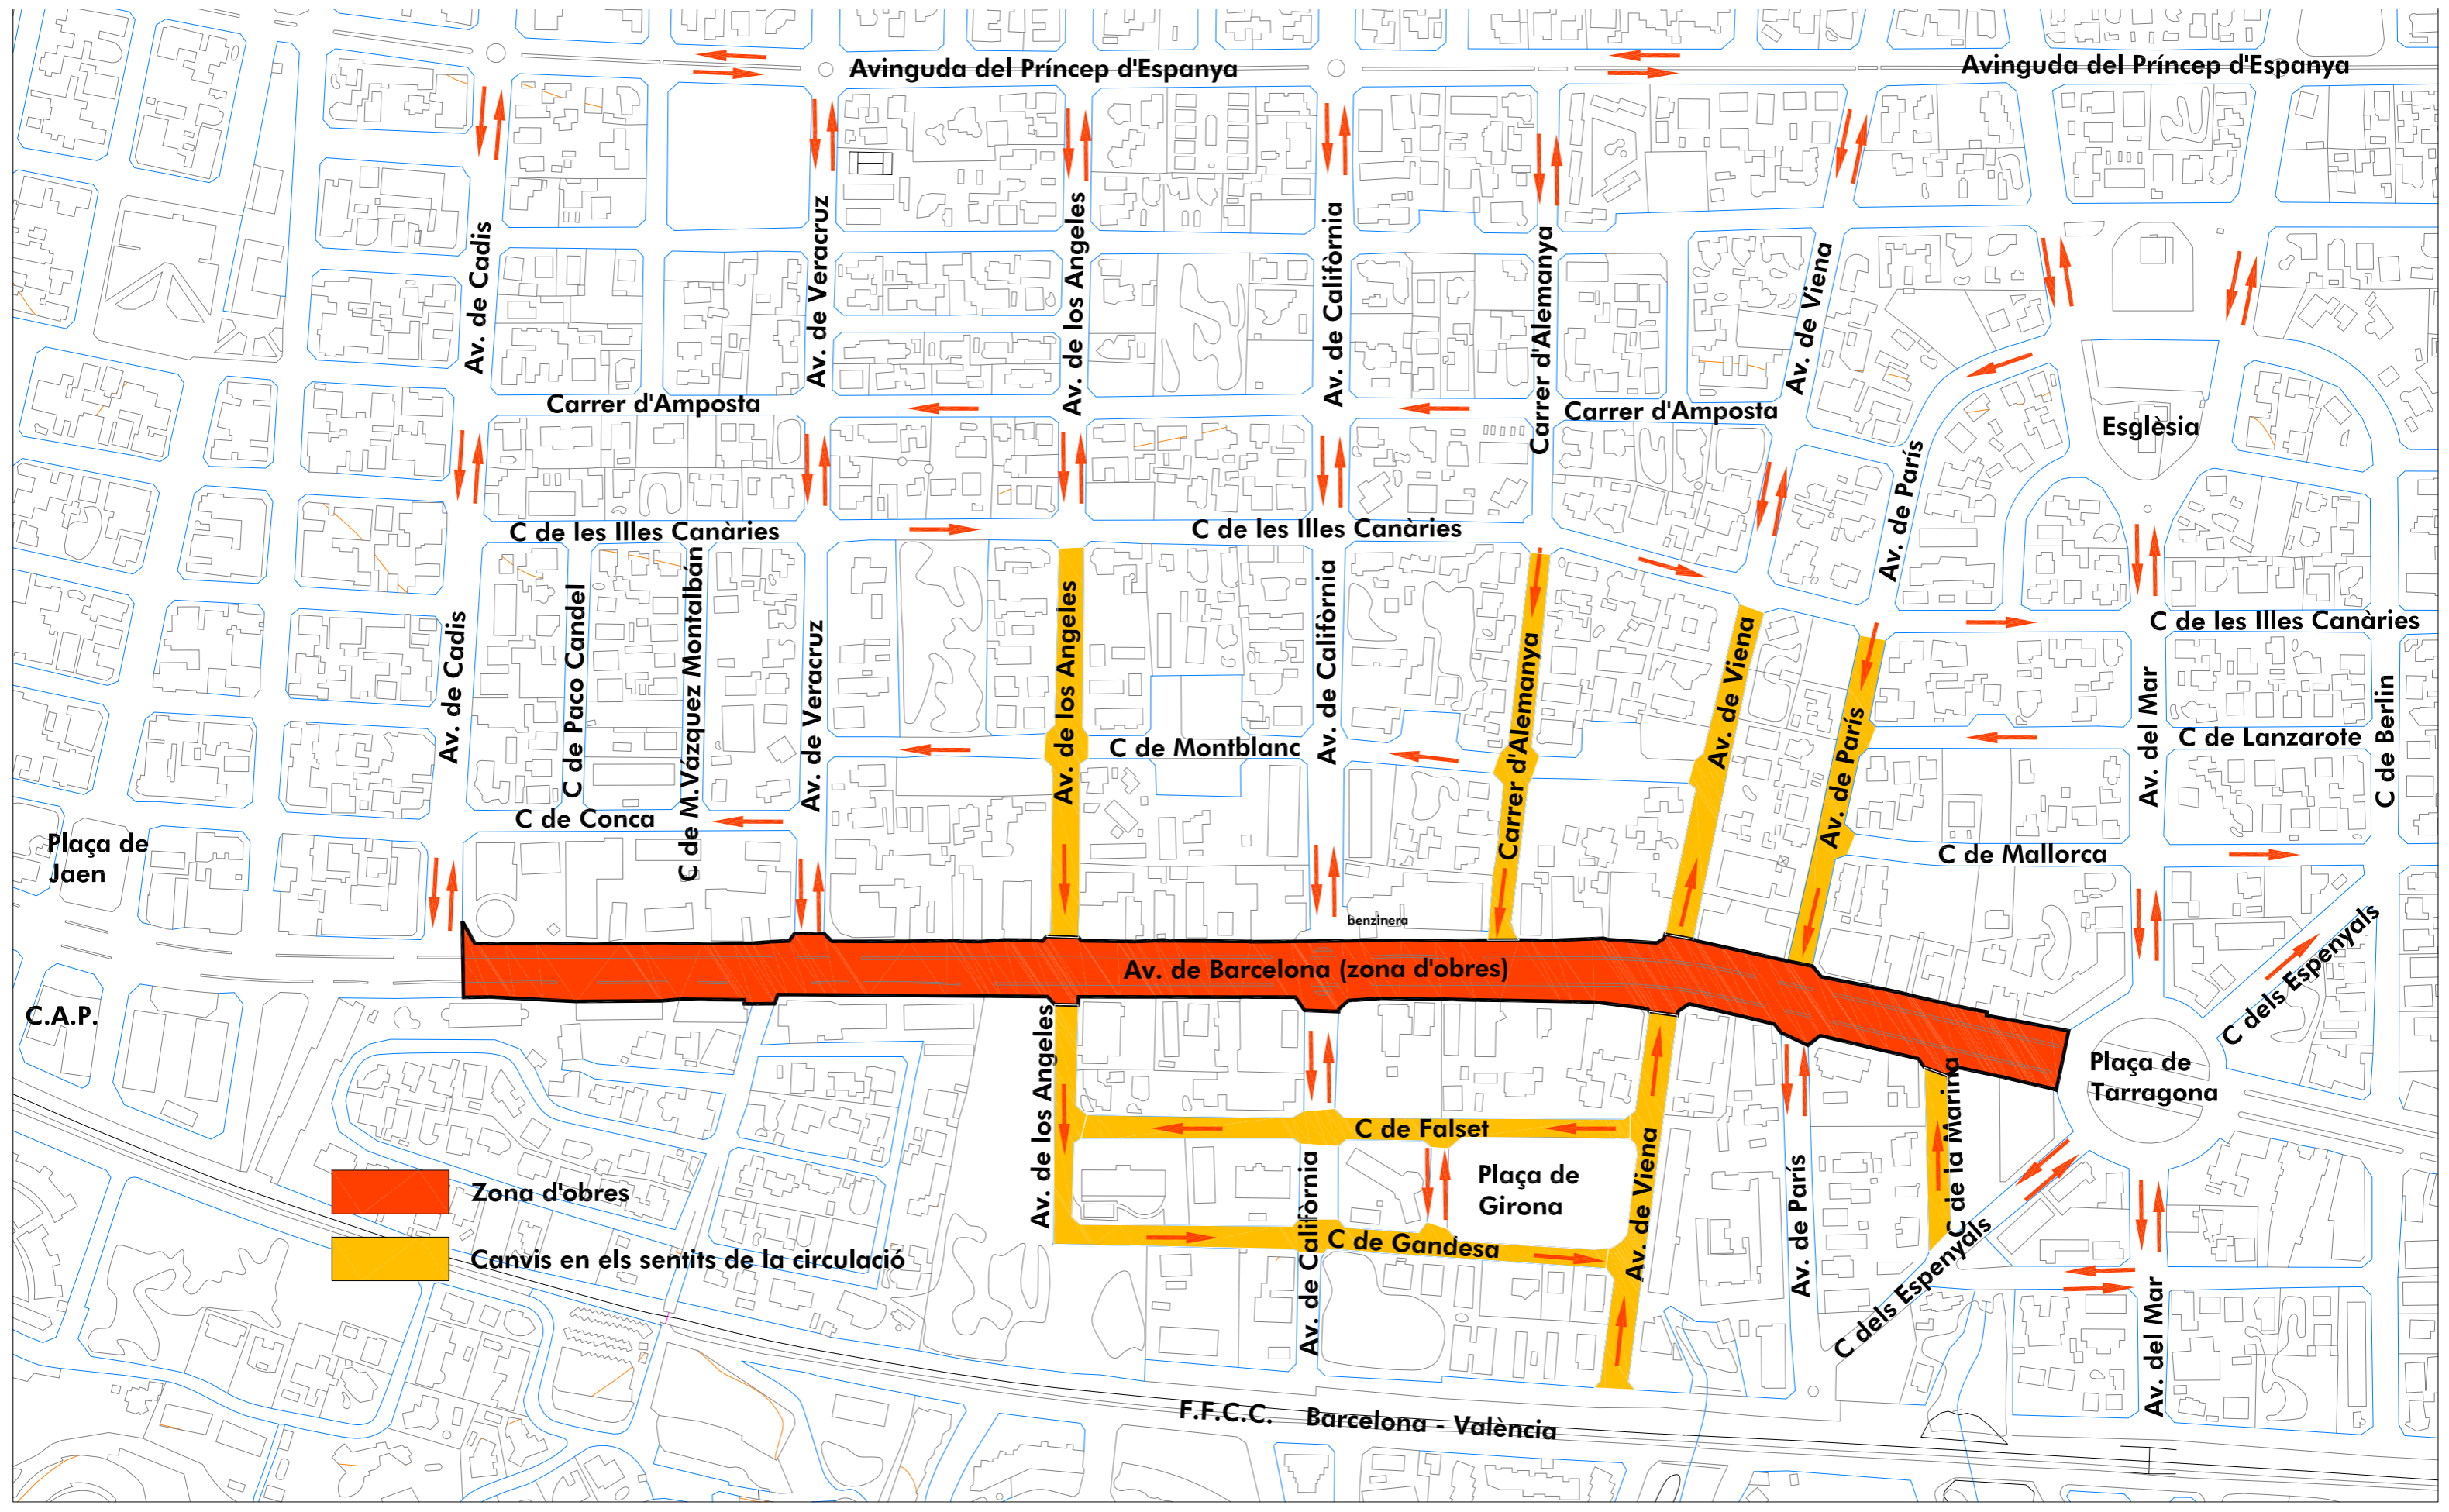 Avinguda del Príncep d'Espanya
Avinguda del Príncep d'Espanya
Av. de Cadis
Av. de Veracruz
Av. de los Angeles
Av. de Califòrnia
Carrer d'Alemanya
Av. de Viena
Carrer d'Amposta
Carrer d'Amposta
Esglèsia
Av. de París
C de les Illes Canàries
C de les Illes Canàries
C de les Illes Canàries
Av. de Cadis
C de Paco Candel
C de M.Vázquez Montalbán
Av. de Veracruz
Av. de los Angeles
Av. de Califòrnia
Carrer d'Alemanya
Av. de Viena
Av. de París
Av. del Mar
C de Berlin
C de Lanzarote
C de Montblanc
C de Conca
Plaça de
Jaen
C de Mallorca
benzinera
C dels Espenyals
Av. de Barcelona (zona d'obres)
C.A.P.
Plaça de
Tarragona
Av. de los Angeles
C de Falset
C de la Marina
Plaça de
Girona
Av. de Califòrnia
Av. de Viena
Av. de París
Zona d'obres
C de Gandesa
Canvis en els sentits de la circulació
C dels Espenyals
Av. del Mar
F.F.C.C. Barcelona - València